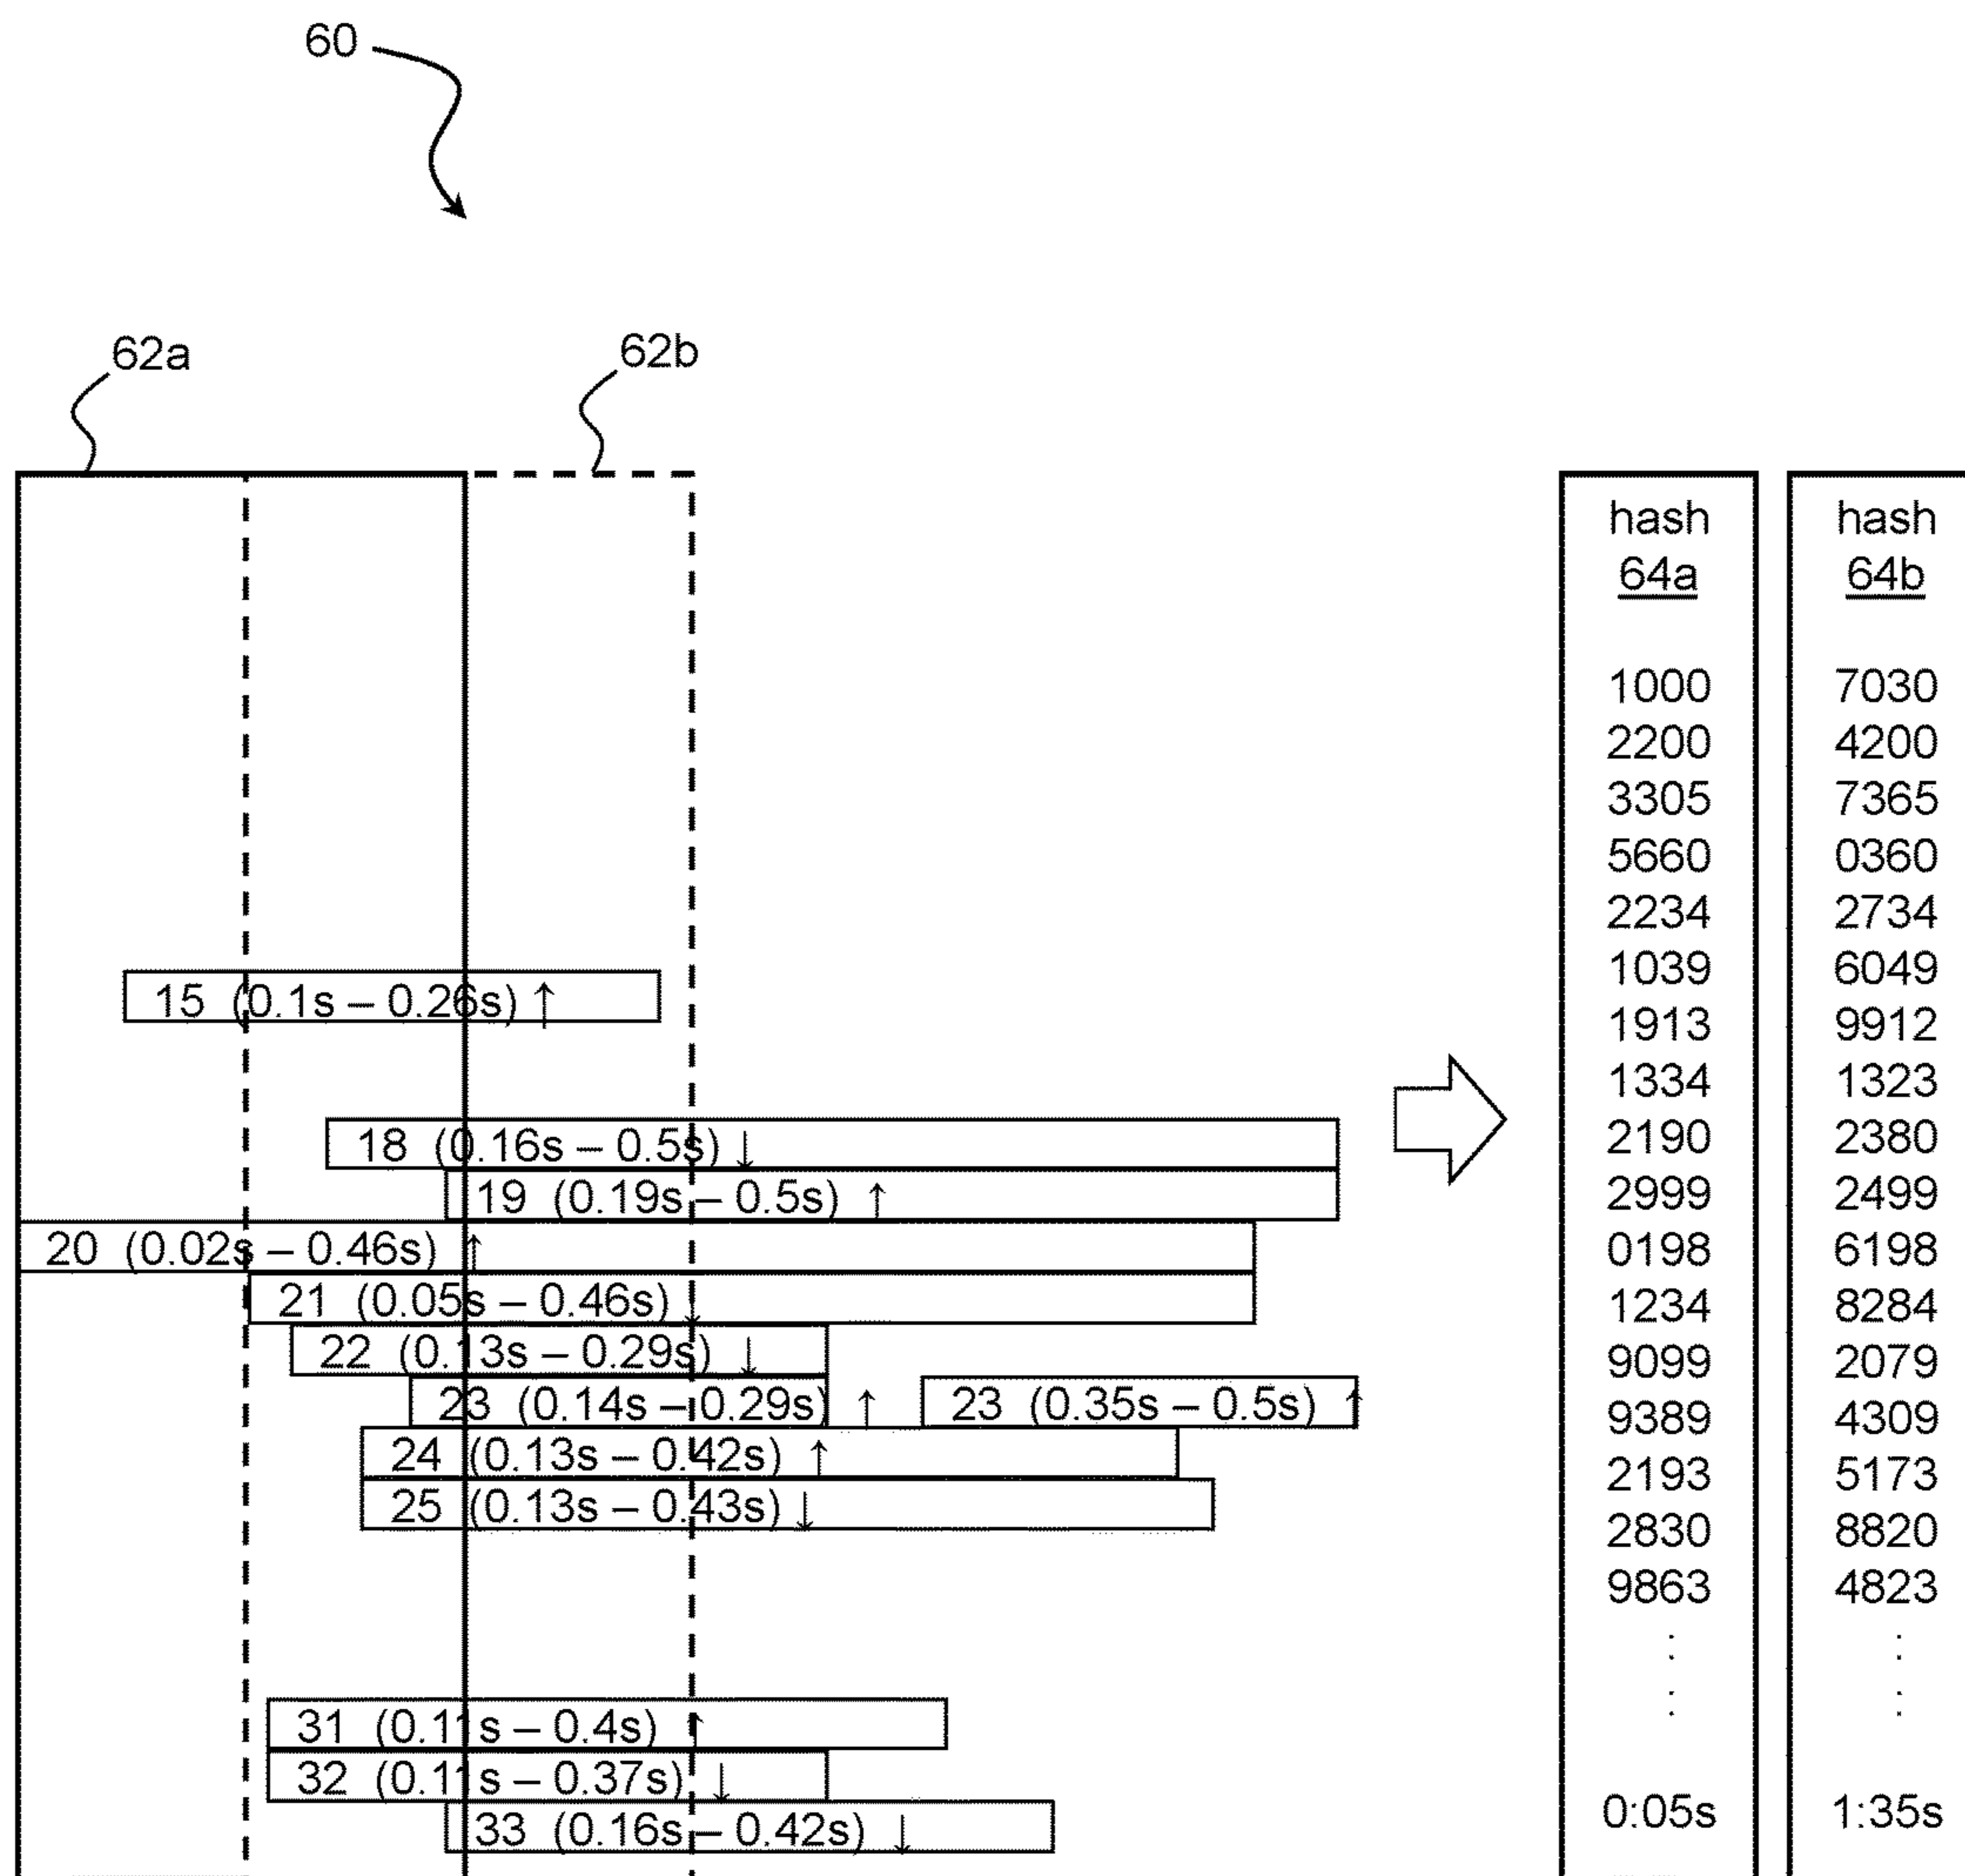 60
62a
62b
15 (0.1s – 0.26s) ↑
18 (0.16s – 0.5s) ↓
19 (0.19s – 0.5s) ↑
20 (0.02s – 0.46s) ↑
21 (0.05s – 0.46s) ↓
22 (0.13s – 0.29s) ↓
23 (0.14s – 0.29s) ↑ 23 (0.35s – 0.5s) ↑
24 (0.13s – 0.42s) ↑
25 (0.13s – 0.43s) ↓
31 (0.11s – 0.4s) ↑
32 (0.11s – 0.37s) ↓
33 (0.16s – 0.42s) ↓
hash
64a
1000
2200
3305
5660
2234
1039
1913
1334
2190
2999
0198
1234
9099
9389
2193
2830
9863
:
:
0:05s
hash
64b
7030
4200
7365
0360
2734
6049
9912
1323
2380
2499
6198
8284
2079
4309
5173
8820
4823
:
:
1:35s